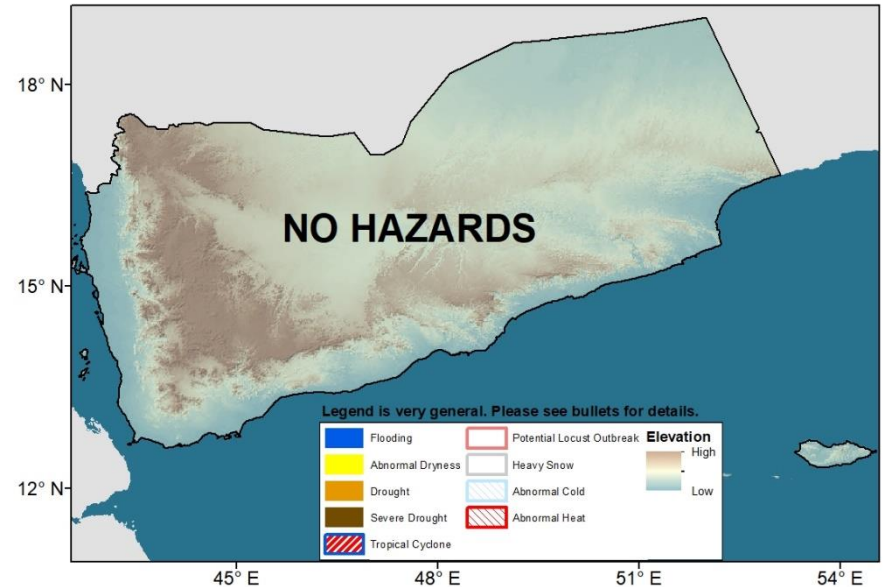 18° N
NO HAZARDS
15° N
Legend is very general. Please see bullets for details.
Flooding
Potential Locust Outbreak
Elevation
High
Abnormal Dryness
Heavy Snow
Drought
Abnormal Cold
Low
12° N
Severe Drought
Abnormal Heat
Tropical Cyclone
45° E
48° E
51° E
54° E